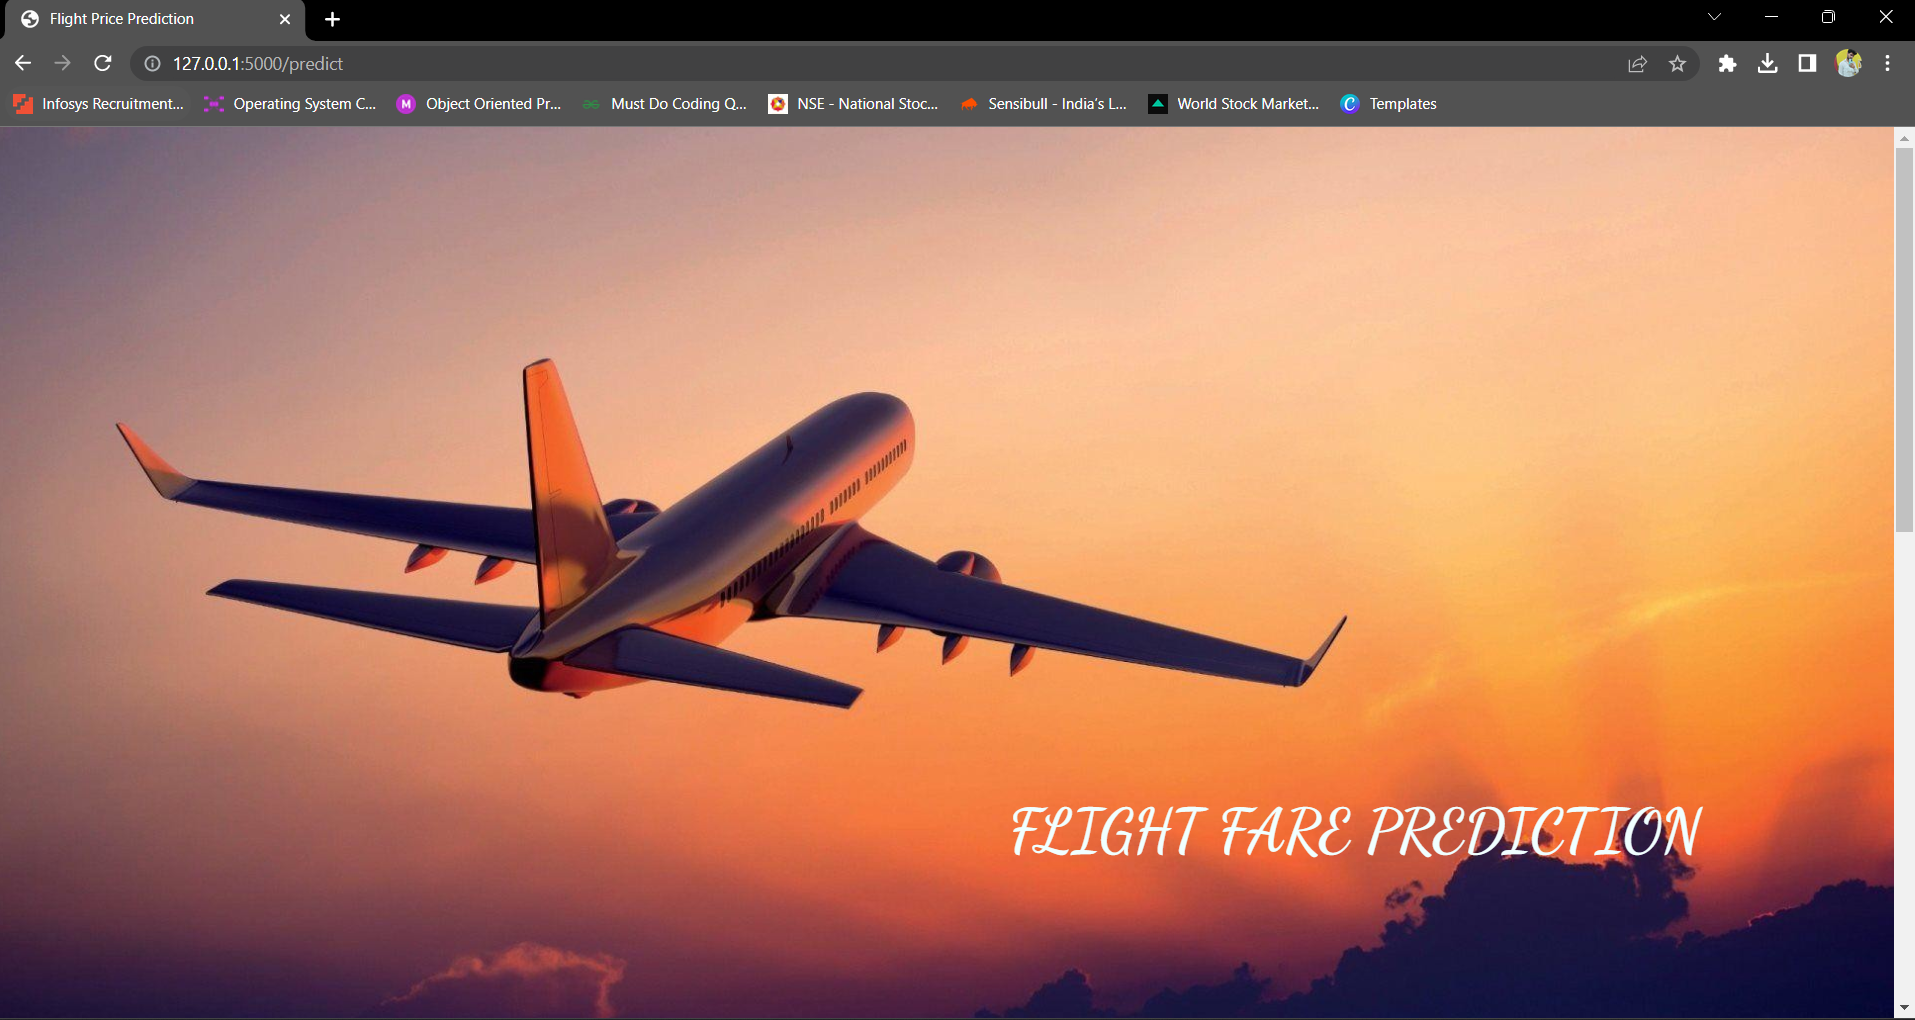 Flight Price Prediction
127.0.0.1:5000/predict
Infosys Recruitment... Operating System C... M Object Oriented Pr... Must Do Coding Q... NSE - National Stoc... Sensibull - India's L... World Stock Market... C Templates
FLIGHT FARE PREDICTION